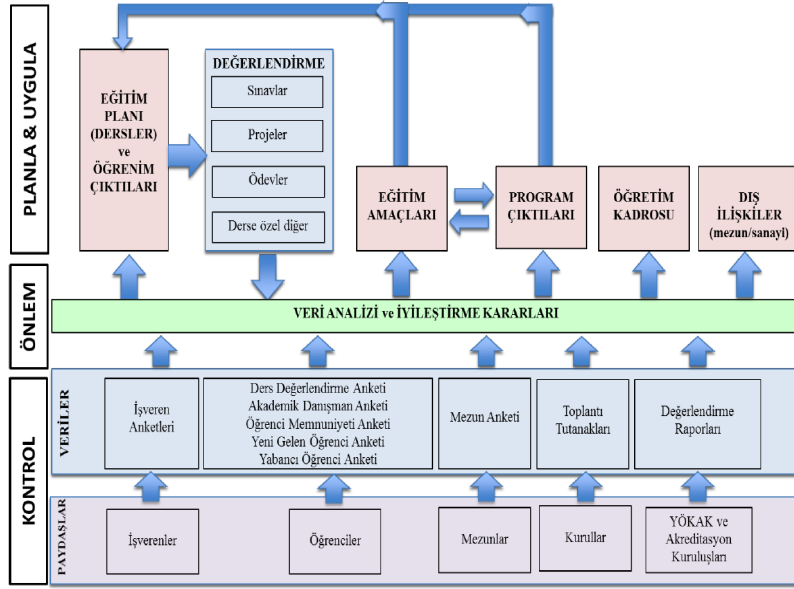 PLANLA & UYGULA
EĞİTİM
PLANI
(DERSLER)
ve
ÖĞRENİM
ÇIKTILARI
DEĞERLENDİRME
Sınavlar
Projeler
Ödevler
Derse özel diğer
EĞİTİM
AMAÇLARI
PROGRAM
ÇIKTILARI
ÖĞRETİM
KADROSU
DIŞ
İLİŞKİLER
(mezun/sanayi)
ÖNLEM
VERİ ANALİZİ ve İYİLEŞTİRME KARARLARI
KONTROL
VERİLER
İşveren
Anketleri
Ders Değerlendirme Anketi
Akademik Danışman Anketi
Öğrenci Memnuniyeti Anketi
Yeni Gelen Öğrenci Anketi
Yabancı Öğrenci Anketi
Mezun Anketi
Toplantı
Tutanakları
Değerlendirme
Raporları
PAYDAŞLAR
İşverenler
Öğrenciler
Mezunlar
Kurullar
YÖKAK ve
Akreditasyon
Kuruluşları